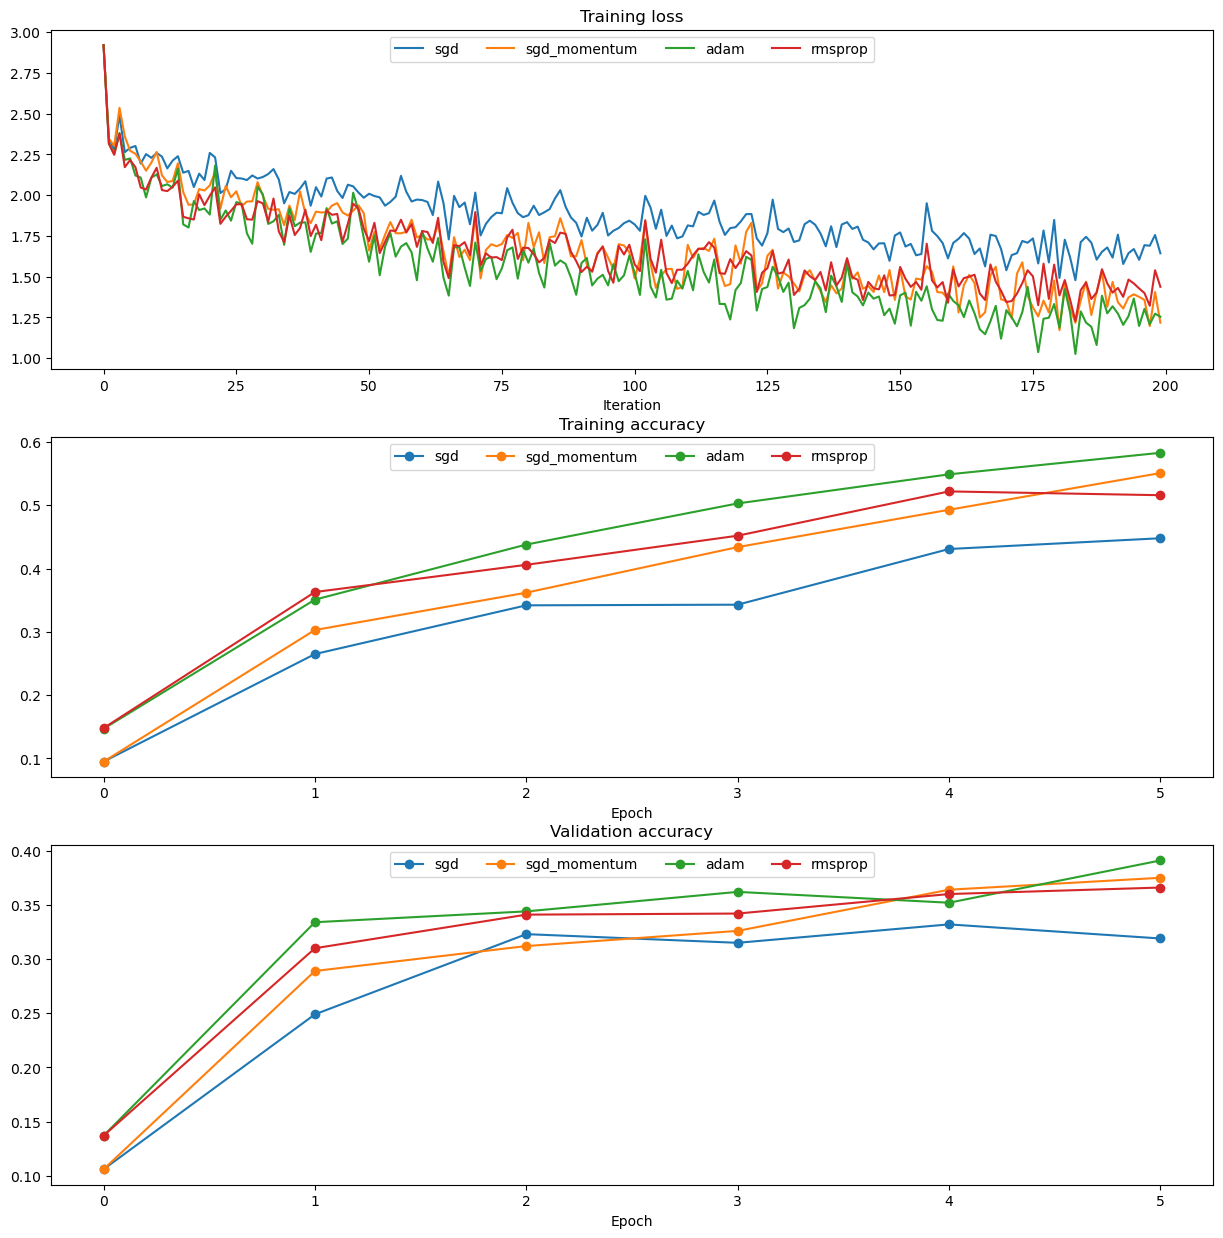 Training loss
sgd sgd_momentum adam rmsprop
3.00
2.75
2.50
2.25
2.00
1.75
1.50
1.25
1.00
0 25 50 75 100 125 150 175 200
Iteration
Training accuracy
sgd sgd_momentum adam rmsprop
0.6
0.5
0.4
0.3
0.2
0.1
0 1 2 3 4 5
Epoch
Validation accuracy
sgd sgd_momentum adam rmsprop
0.40
0.35
0.30
0.25
0.20
0.15
0.10
0 1 2 3 4 5
Epoch